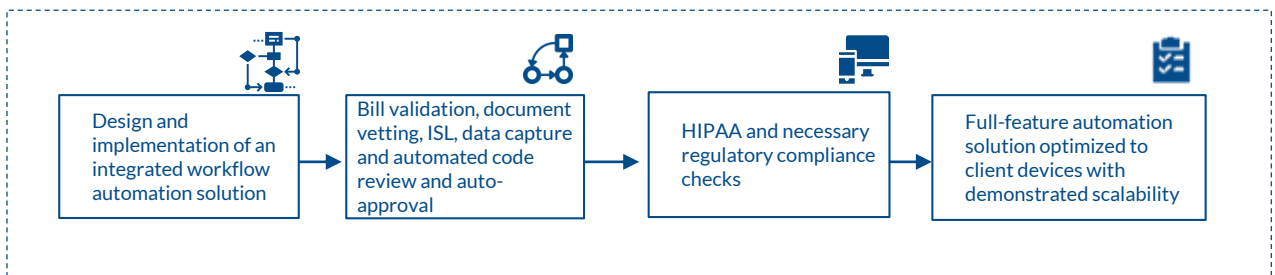 Design and
implementation of an
integrated workflow
automation solution
Bill validation, document
vetting, ISL, data capture
and automated code
review and auto-
approval
HIPAA and necessary
regulatory compliance
checks
Full-feature automation
solution optimized to
client devices with
demonstrated scalability